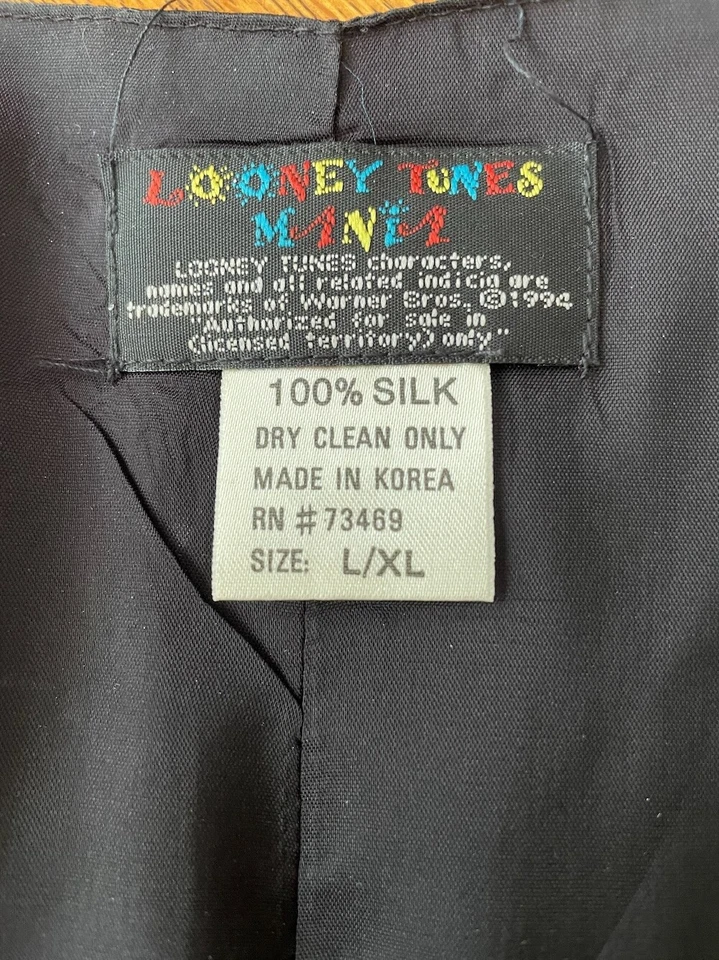 LOONEY TUNES
MANIA
LOONEY TUNES characters,
names and all related indicia are
trademarks of Warner Bros. ©1994
"Authorized for sale in
(licensed territory) only"
100% SILK
DRY CLEAN ONLY
MADE IN KOREA
RN # 73469
SIZE: L/XL